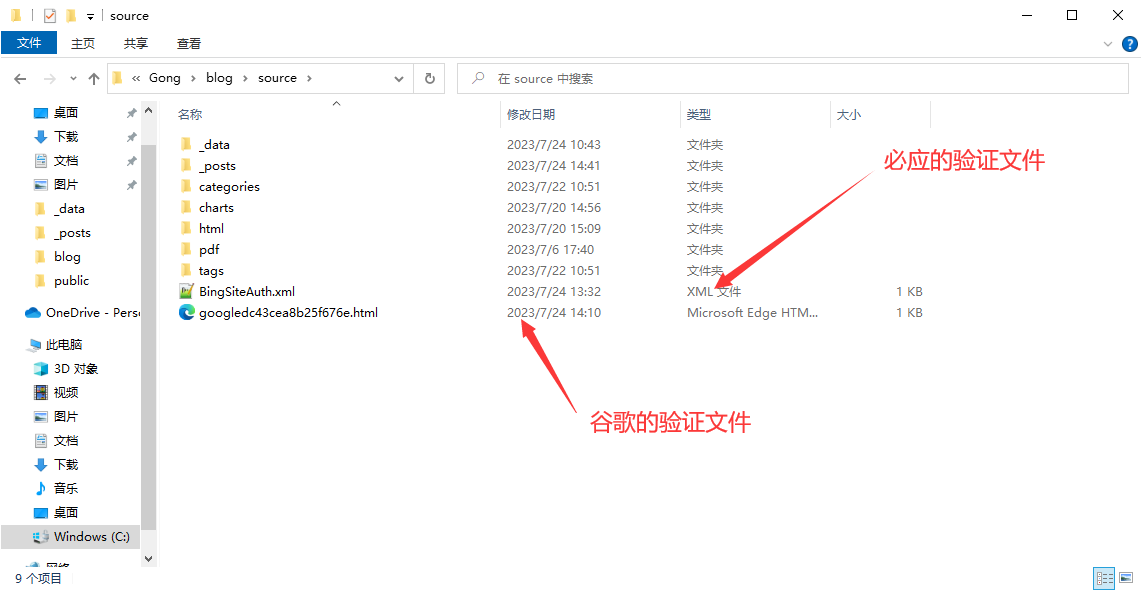 source
文件 主页 共享 查看
« Gong › blog › source ›
在 source 中搜索
名称 修改日期 类型 大小
_data 2023/7/24 10:43 文件夹
_posts 2023/7/24 14:41 文件夹
categories 2023/7/22 10:51 文件夹
charts 2023/7/20 14:56 文件夹
html 2023/7/20 15:09 文件夹
pdf 2023/7/6 17:40 文件夹
tags 2023/7/22 10:51 文件夹
BingSiteAuth.xml 2023/7/24 13:32 XML 文件 1 KB
googledc43cea8b25f676e.html 2023/7/24 14:10 Microsoft Edge HTM... 1 KB
必应的验证文件
谷歌的验证文件
桌面
下载
文档
图片
_data
_posts
blog
public
OneDrive - Pers
此电脑
3D 对象
视频
图片
文档
下载
音乐
桌面
Windows (C:)
网络
9 个项目